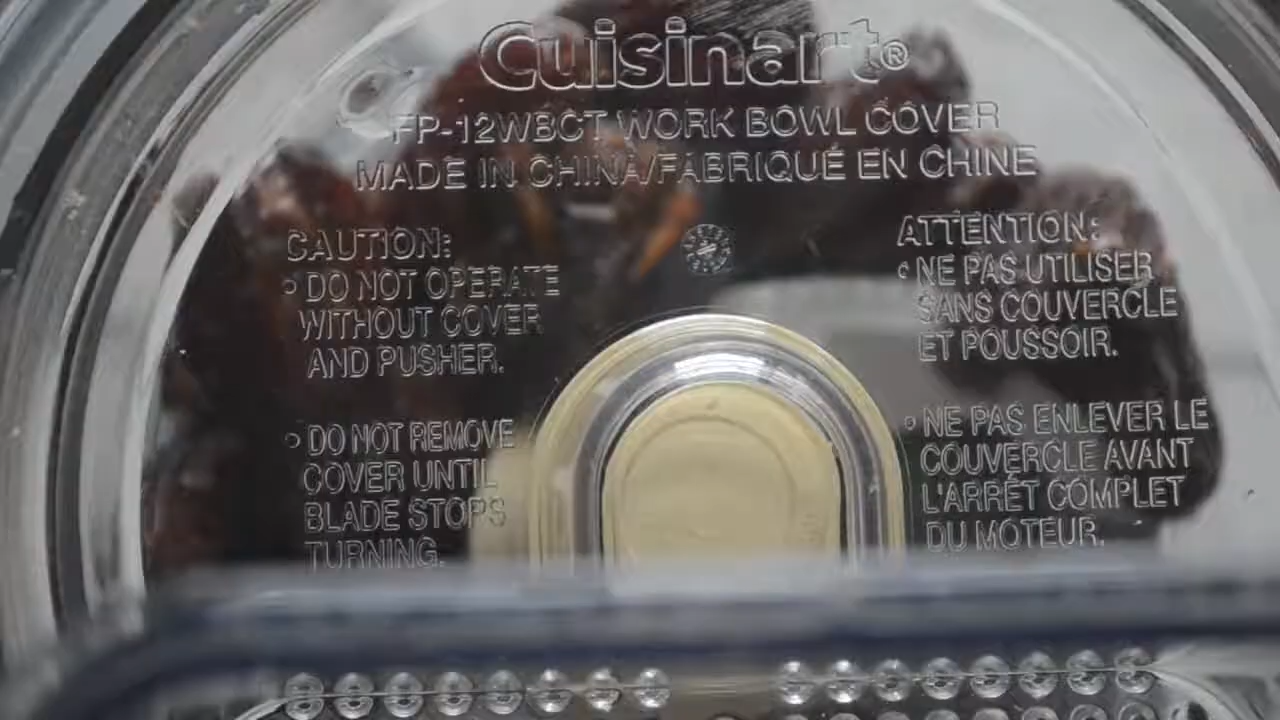 Cuisinart®
FP-12WBCT WORK BOWL COVER
MADE IN CHINA/FABRIQUÉ EN CHINE
CAUTION:
• DO NOT OPERATE
WITHOUT COVER
AND PUSHER.
• DO NOT REMOVE
COVER UNTIL
BLADE STOPS
TURNING.
ATTENTION:
• NE PAS UTILISER
SANS COUVERCLE
ET POUSSOIR.
• NE PAS ENLEVER LE
COUVERCLE AVANT
L'ARRÊT COMPLET
DU MOTEUR.